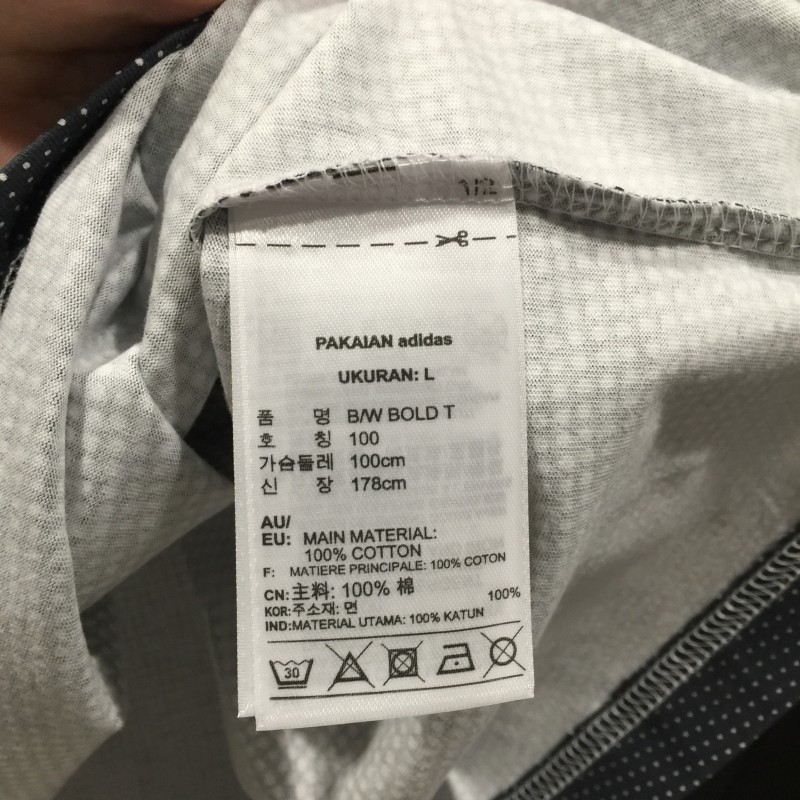 1/2
PAKAIAN adidas
UKURAN: L
품 명 B/W BOLD T
호 칭 100
가슴둘레 100cm
신 장 178cm
AU/
EU: MAIN MATERIAL:
100% COTTON
F: MATIERE PRINCIPALE: 100% COTON
CN:主料: 100% 棉
KOR:주소재: 면 100%
IND:MATERIAL UTAMA: 100% KATUN
30